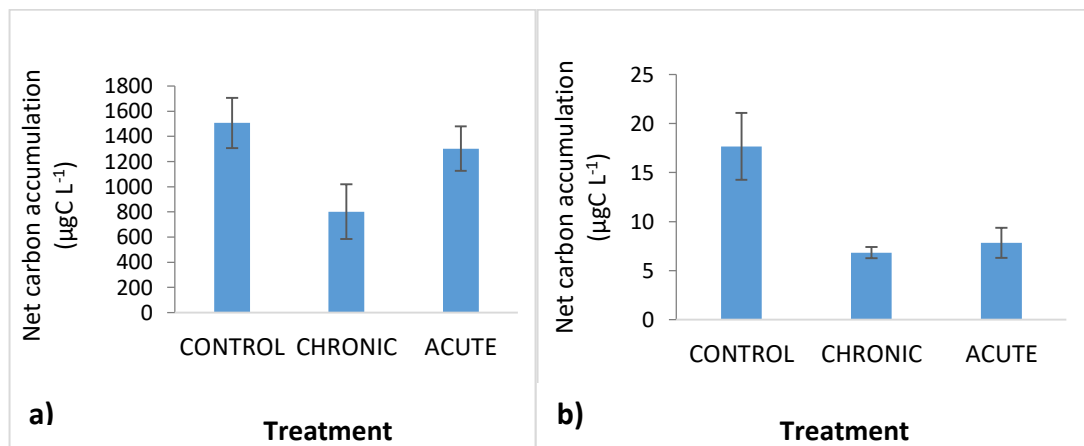 Net carbon accumulation
(µgC L-1)
1800
1600
1400
1200
1000
800
600
400
200
0
CONTROL CHRONIC ACUTE
a)
Treatment
Net carbon accumulation
(µgC L-1)
25
20
15
10
5
0
CONTROL CHRONIC ACUTE
b)
Treatment